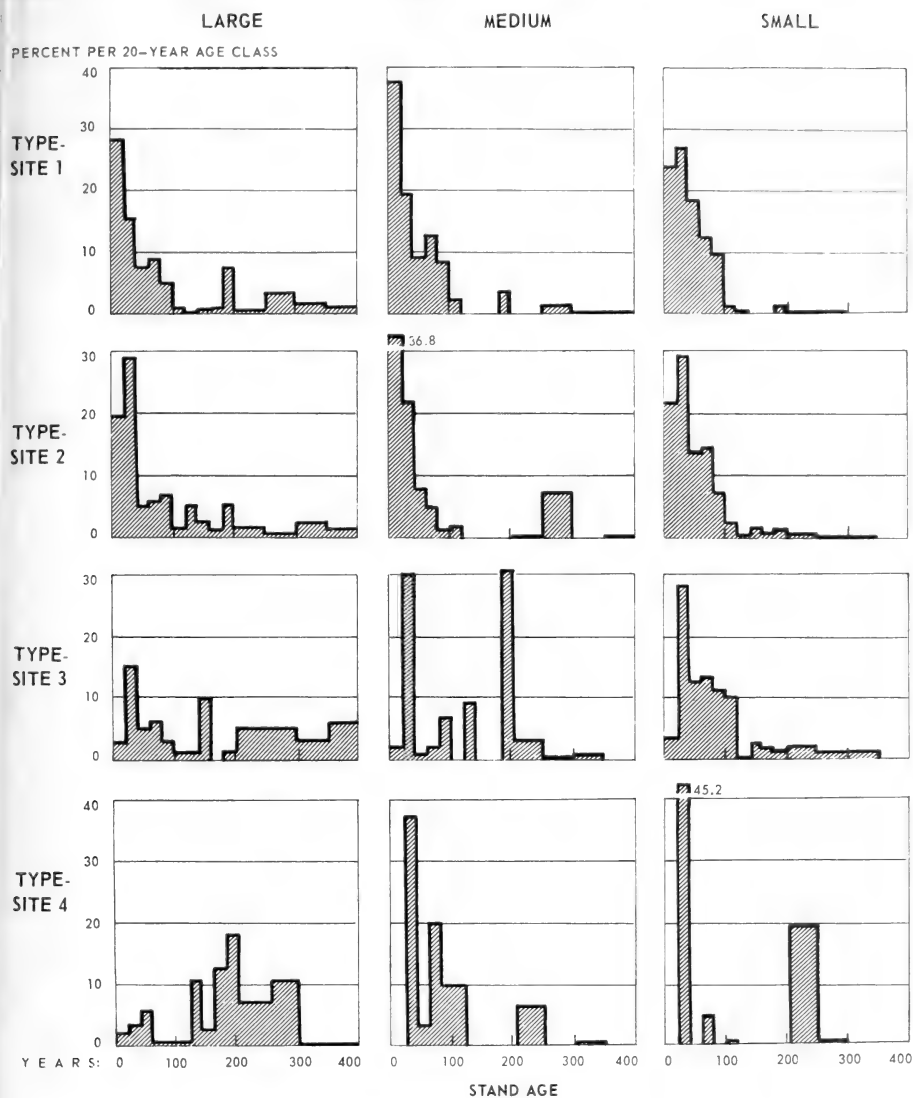 LARGE MEDIUM SMALL
PERCENT PER 20-YEAR AGE CLASS
40
30
20
10
0
TYPE-
SITE 1
36.8
30
20
10
0
TYPE-
SITE 2
30
20
10
0
TYPE-
SITE 3
45.2
40
30
20
10
0
TYPE-
SITE 4
YEARS: 0 100 200 300 400 0 100 200 300 400 0 100 200 300 400
STAND AGE